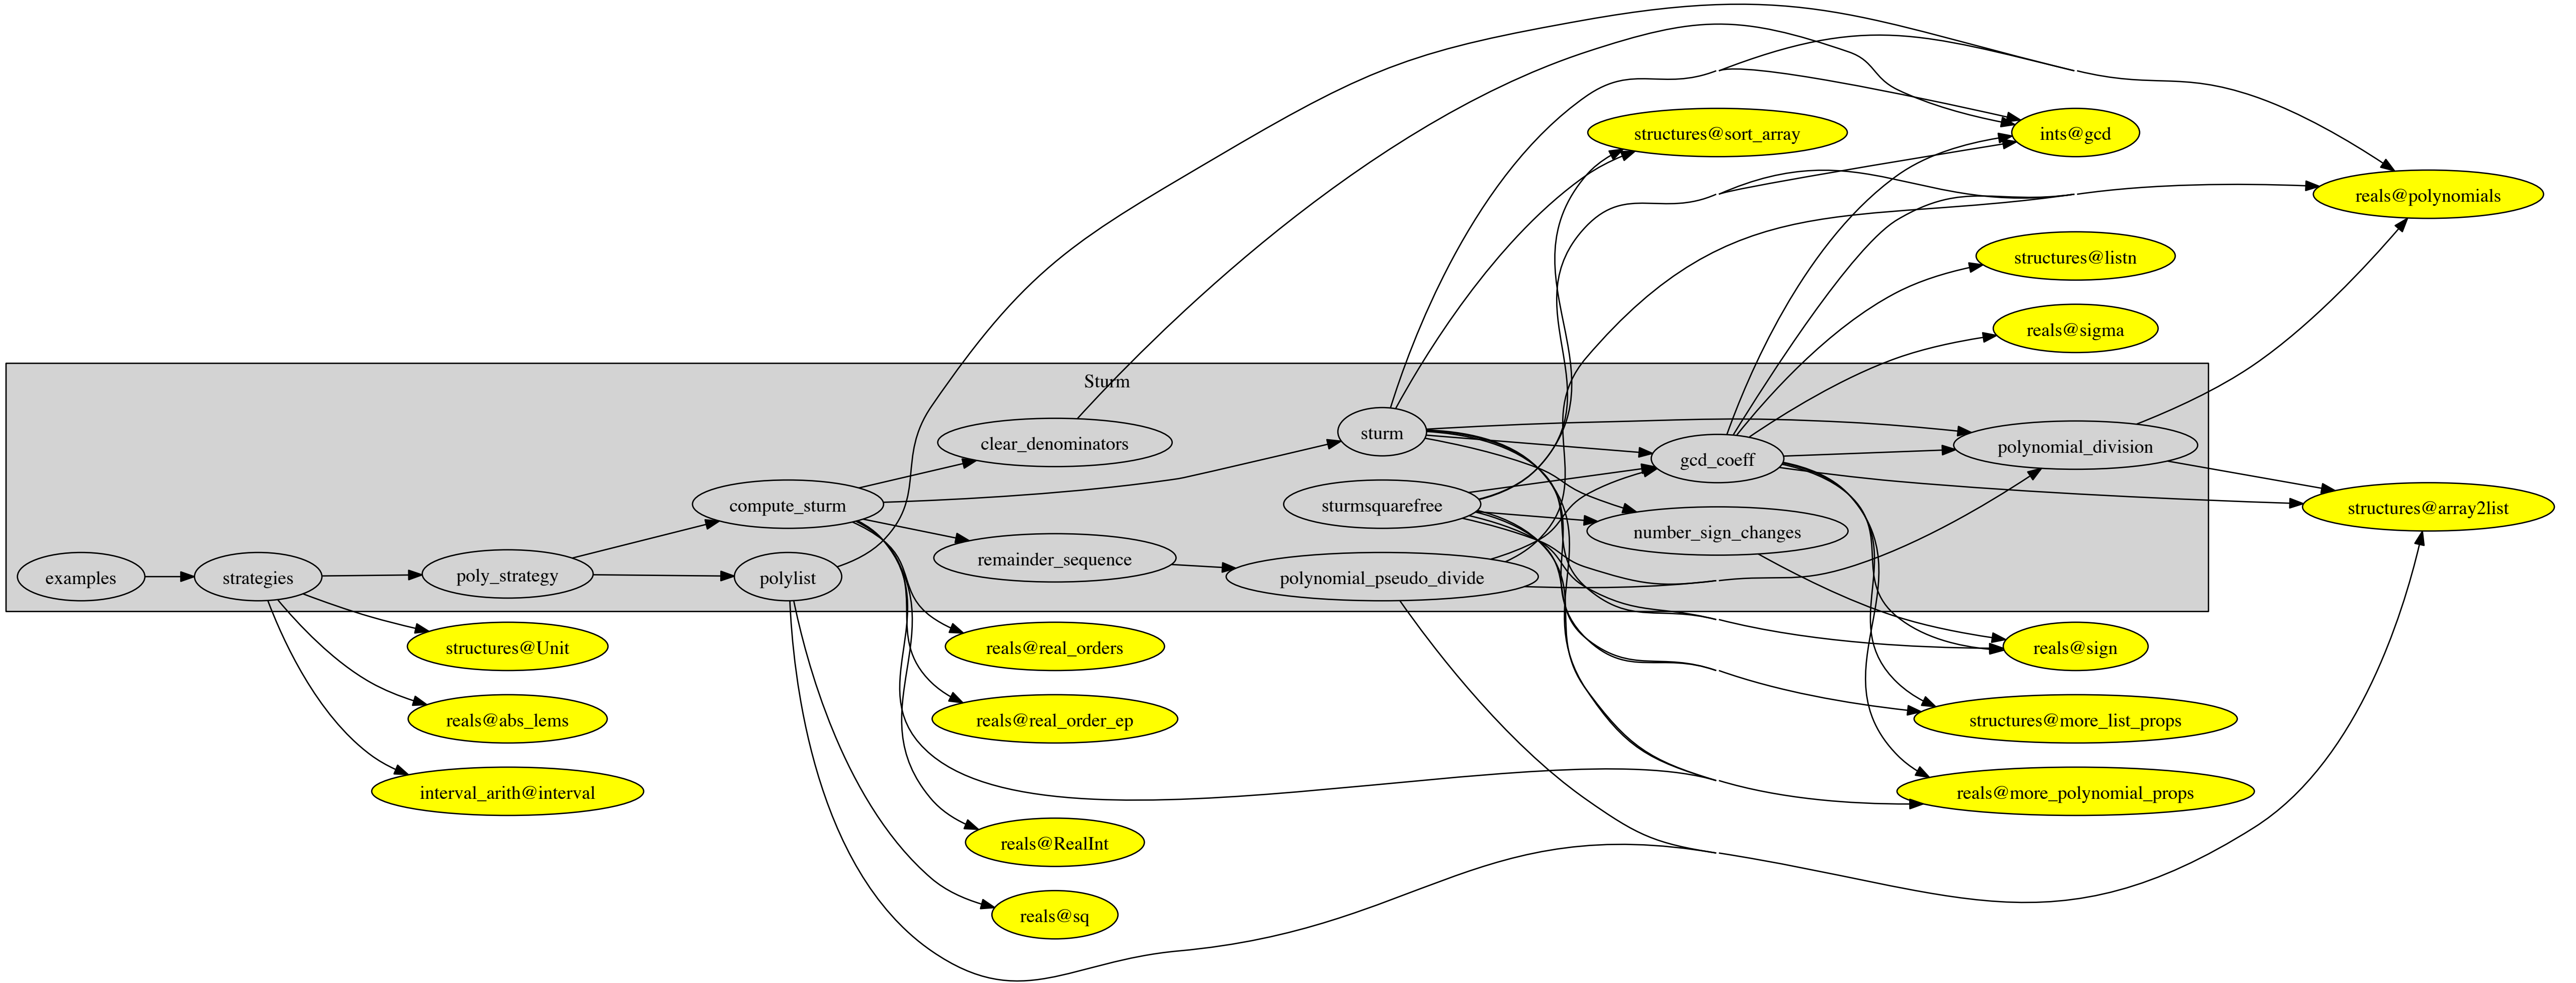 structures@sort_array
ints@gcd
reals@polynomials
structures@listn
reals@sigma
Sturm
clear_denominators
sturm
gcd_coeff
polynomial_division
compute_sturm
sturmsquarefree
structures@array2list
number_sign_changes
remainder_sequence
examples
strategies
poly_strategy
polylist
polynomial_pseudo_divide
structures@Unit
reals@real_orders
reals@sign
reals@abs_lems
reals@real_order_ep
structures@more_list_props
interval_arith@interval
reals@more_polynomial_props
reals@RealInt
reals@sq